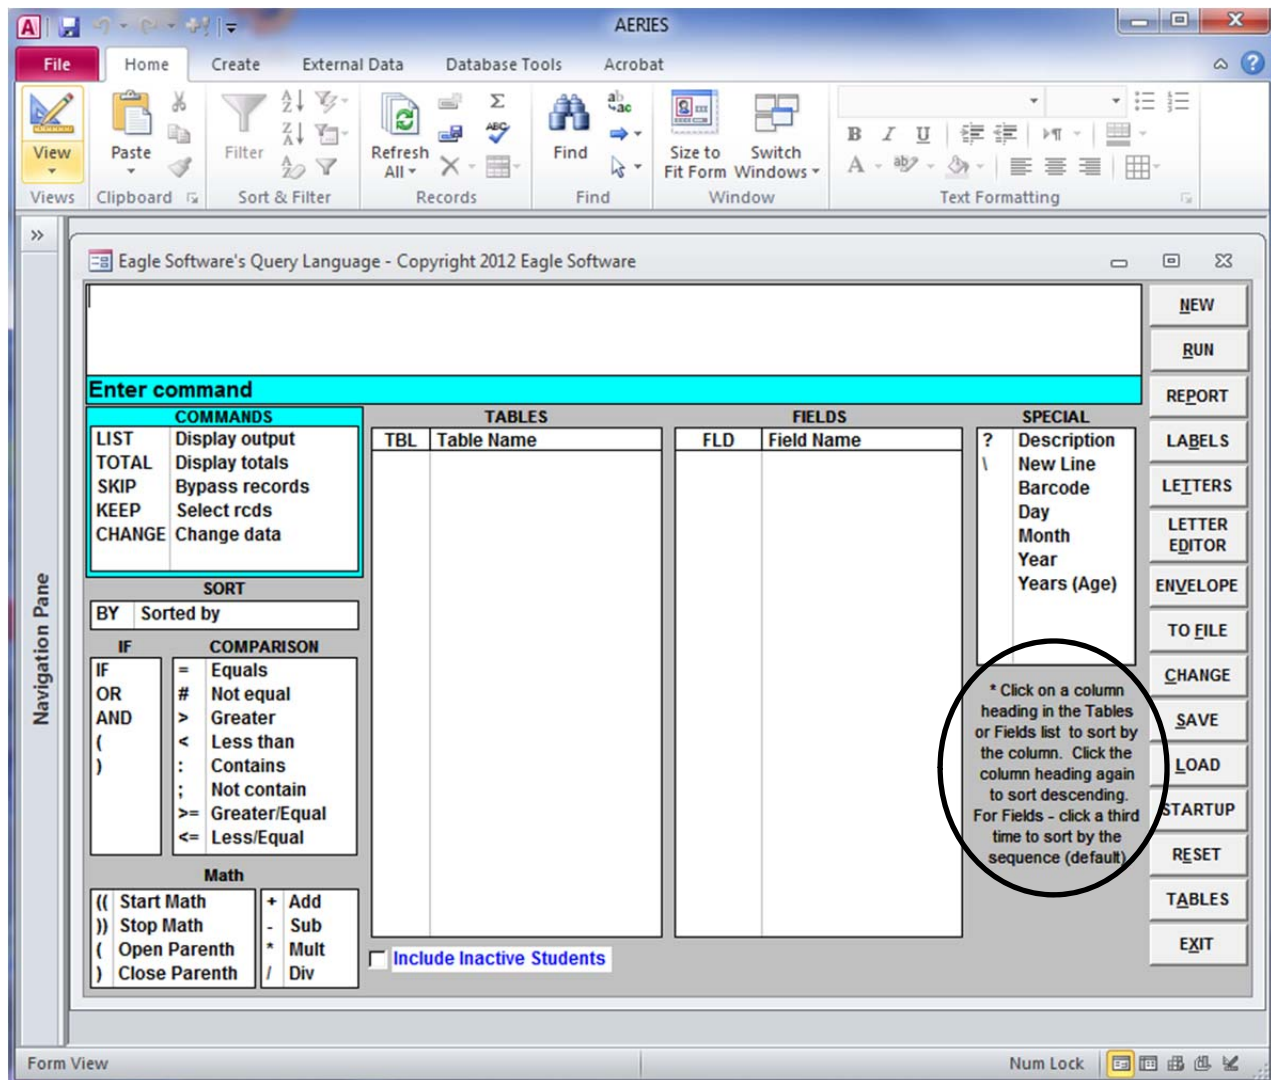 AERIES
File Home Create External Data Database Tools Acrobat
View Paste Filter Refresh All Find Size to Fit Form Switch Windows
Views Clipboard Sort & Filter Records Find Window Text Formatting
Navigation Pane
Eagle Software's Query Language - Copyright 2012 Eagle Software
Enter command
COMMANDS
LIST Display output
TOTAL Display totals
SKIP Bypass records
KEEP Select rcds
CHANGE Change data
SORT
BY Sorted by
IF
IF
OR
AND
(
)
COMPARISON
= Equals
# Not equal
> Greater
< Less than
: Contains
; Not contain
>= Greater/Equal
<= Less/Equal
Math
(( Start Math
)) Stop Math
( Open Parenth
) Close Parenth
+ Add
- Sub
* Mult
/ Div
TABLES
TBL Table Name
Include Inactive Students
FIELDS
FLD Field Name
SPECIAL
? Description
\ New Line
Barcode
Day
Month
Year
Years (Age)
* Click on a column
heading in the Tables
or Fields list to sort by
the column. Click the
column heading again
to sort descending.
For Fields - click a third
time to sort by the
sequence (default)
NEW
RUN
REPORT
LABELS
LETTERS
LETTER
EDITOR
ENVELOPE
TO FILE
CHANGE
SAVE
LOAD
STARTUP
RESET
TABLES
EXIT
Form View Num Lock